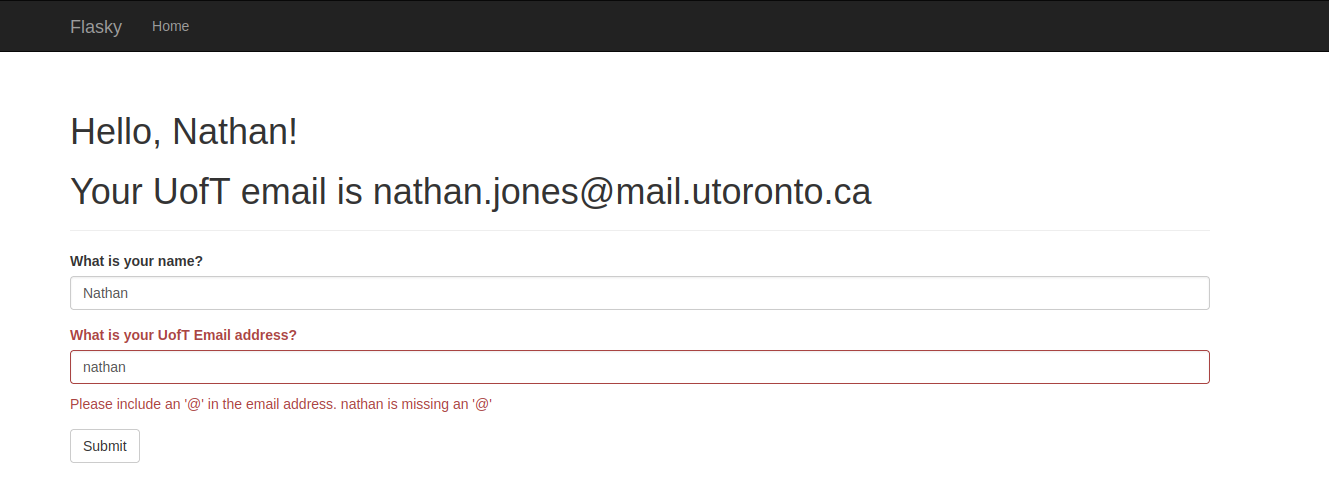 Flasky Home
Hello, Nathan!
Your UofT email is nathan.jones@mail.utoronto.ca
What is your name?
Nathan
What is your UofT Email address?
nathan
Please include an '@' in the email address. nathan is missing an '@'
Submit